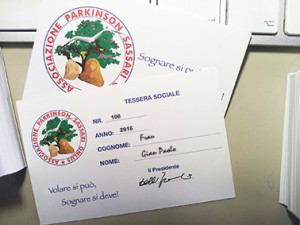 ASSOCIAZIONE PARKINSON SASSARI
Sognare si può,
ASSOCIAZIONE PARKINSON SASSARI ONLUS
TESSERA SOCIALE
NR. 100
ANNO: 2015
COGNOME: Frau
NOME: Gian Paolo
Il Presidente
Volare si può,
Sognare si deve!